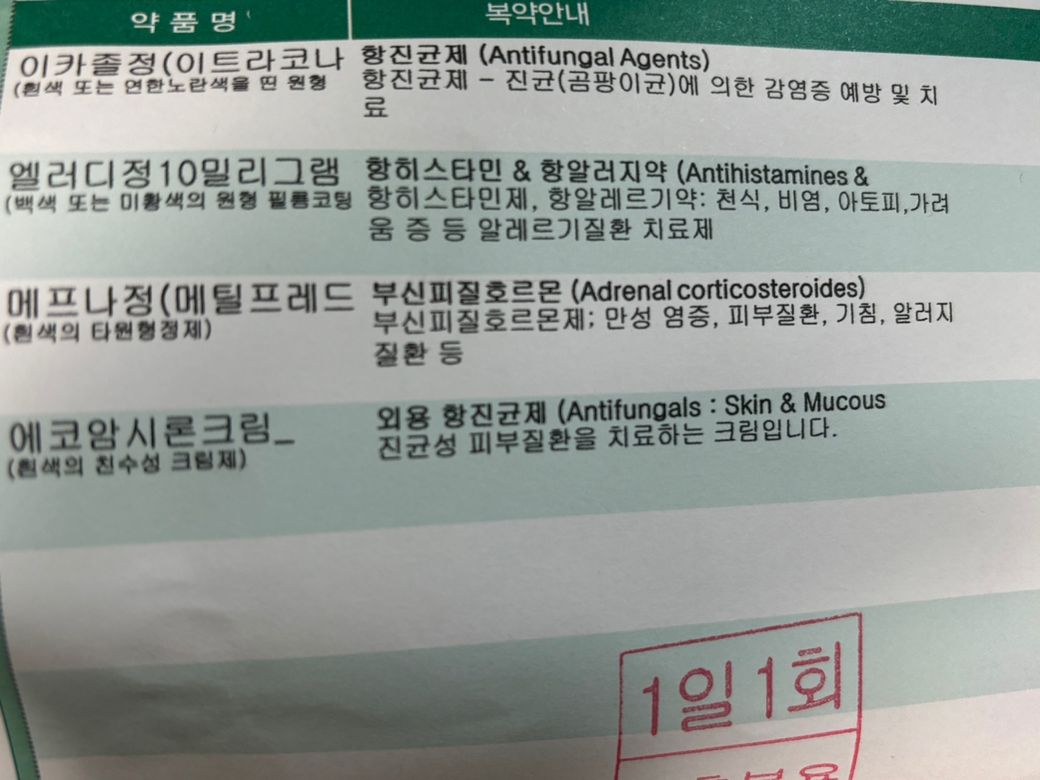 약 품 명
복약안내
이카졸정(이트라코나
(흰색 또는 연한노란색을 띤 원형
항진균제 (Antifungal Agents)
항진균제 - 진균(곰팡이균)에 의한 감염증 예방 및 치
료
엘러디정10밀리그램
(백색 또는 미황색의 원형 필름코팅
항히스타민 & 항알러지약 (Antihistamines &
항히스타민제, 항알레르기약: 천식, 비염, 아토피,가려
움 증 등 알레르기질환 치료제
메프나정(메틸프레드
(흰색의 타원형정제)
부신피질호르몬 (Adrenal corticosteroides)
부신피질호르몬제; 만성 염증, 피부질환, 기침, 알러지
질환 등
에코암시론크림_
(흰색의 친수성 크림제)
외용 항진균제 (Antifungals : Skin & Mucous
진균성 피부질환을 치료하는 크림입니다.
1일1회